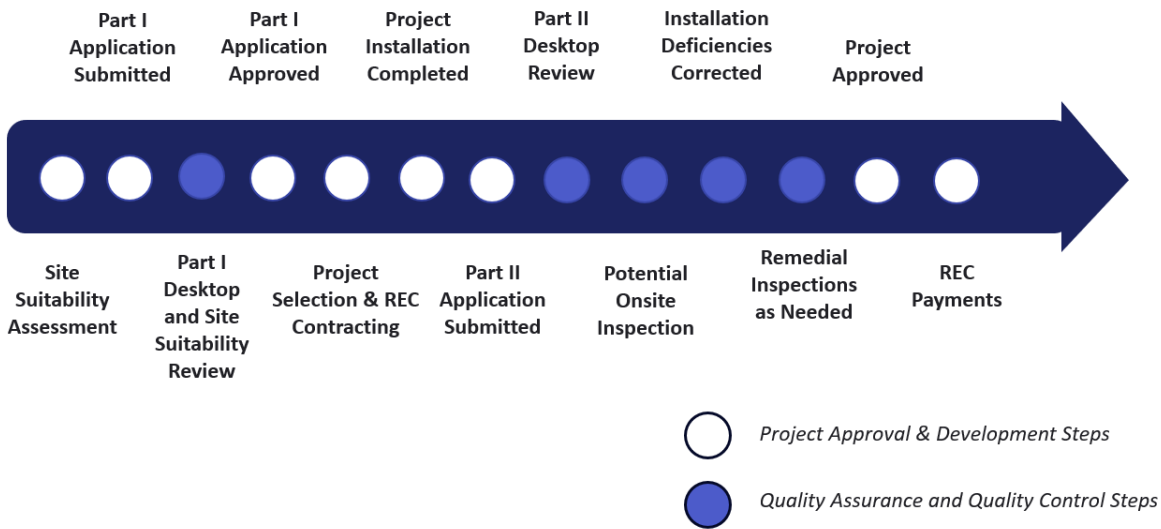 Part I
Application
Submitted
Part I
Application
Approved
Project
Installation
Completed
Part II
Desktop
Review
Installation
Deficiencies
Corrected
Project
Approved
Site
Suitability
Assessment
Part I
Desktop
and Site
Suitability
Review
Project
Selection & REC
Contracting
Part II
Application
Submitted
Potential
Onsite
Inspection
Remedial
Inspections
as Needed
REC
Payments
Project Approval & Development Steps
Quality Assurance and Quality Control Steps